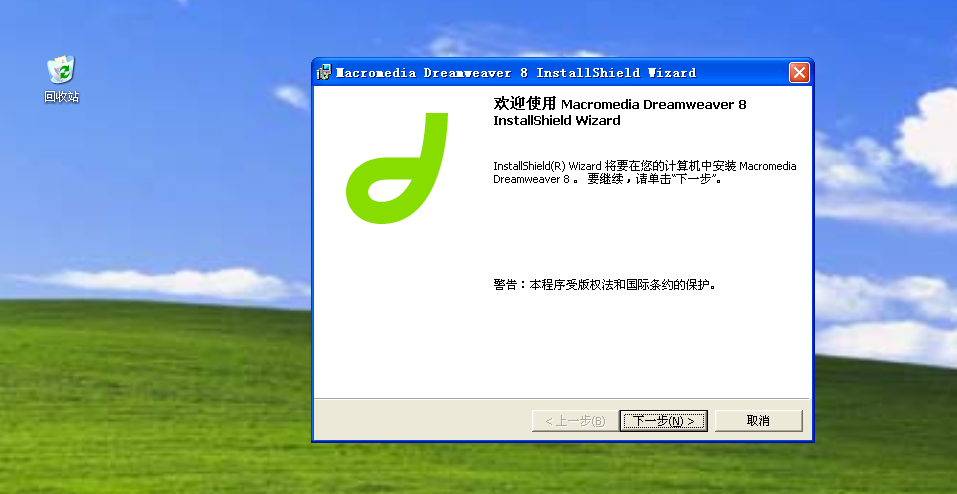 回收站
Macromedia Dreamweaver 8 InstallShield Wizard
欢迎使用 Macromedia Dreamweaver 8
InstallShield Wizard
InstallShield(R) Wizard 将要在您的计算机中安装 Macromedia
Dreamweaver 8 。 要继续，请单击“下一步”。
警告：本程序受版权法和国际条约的保护。
< 上一步(B)
下一步(N) >
取消